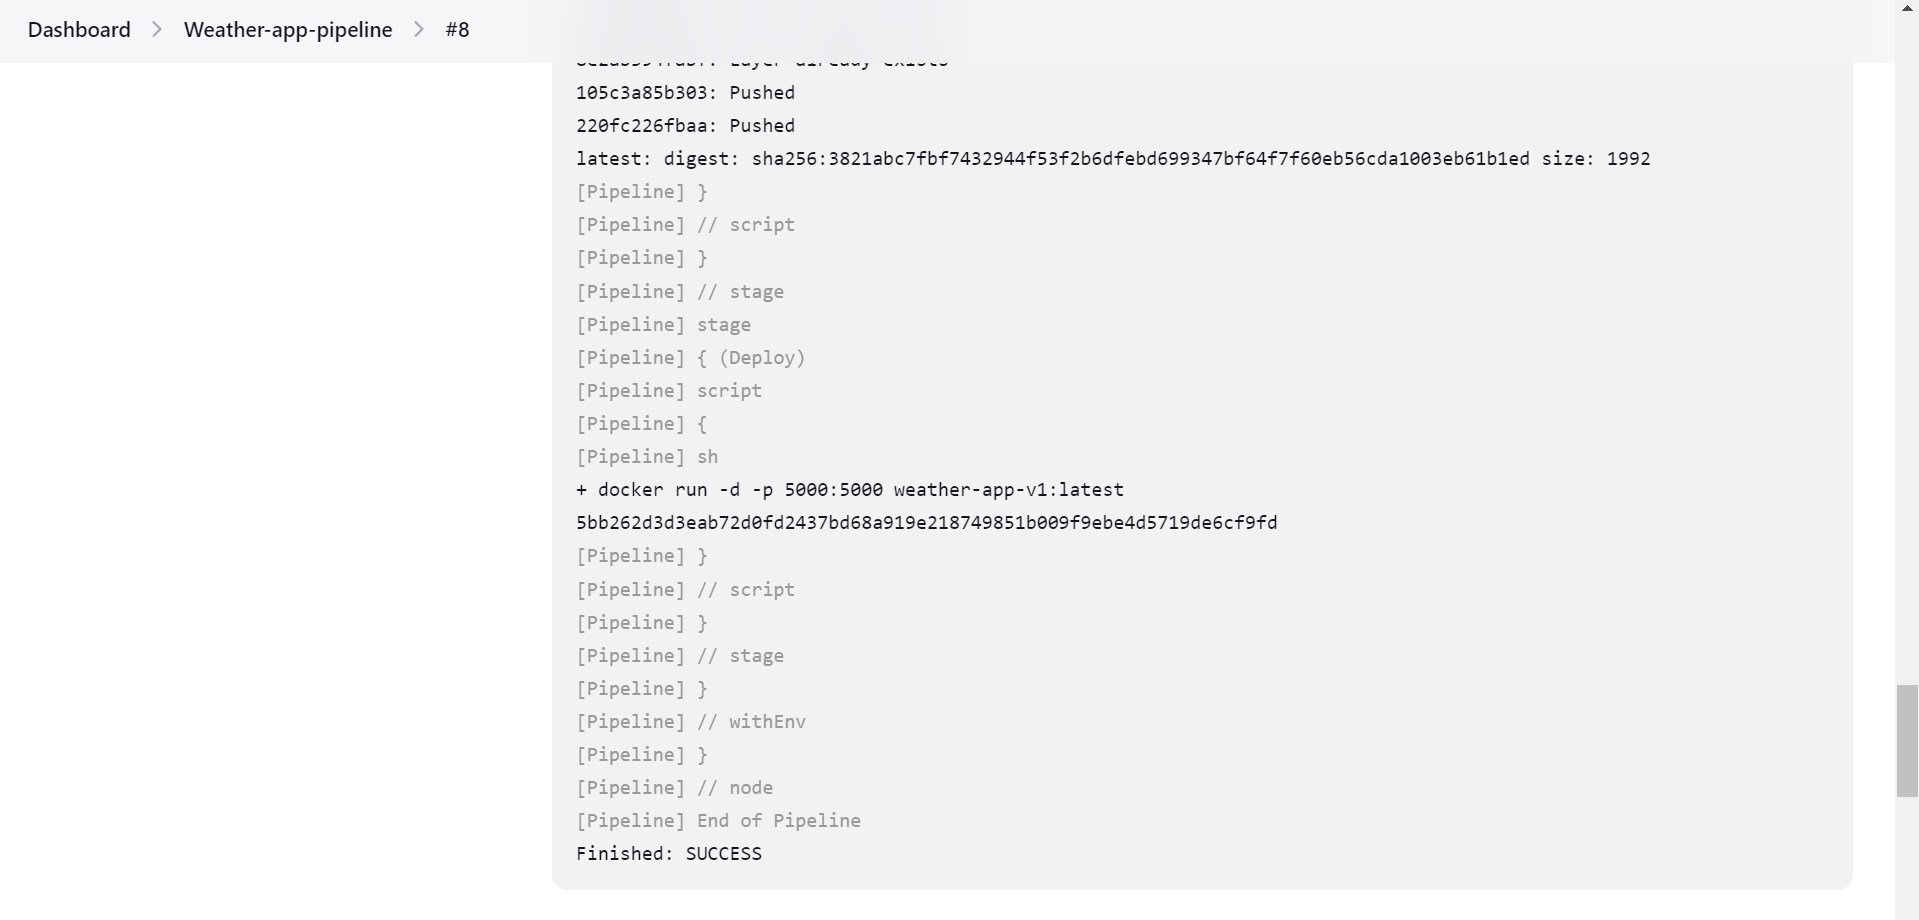 Dashboard > Weather-app-pipeline > #8
Layer already exists
105c3a85b303: Pushed
220fc226fbaa: Pushed
latest: digest: sha256:3821abc7fbf7432944f53f2b6dfebd699347bf64f7f60eb56cda1003eb61b1ed size: 1992
[Pipeline] }
[Pipeline] // script
[Pipeline] }
[Pipeline] // stage
[Pipeline] stage
[Pipeline] { (Deploy)
[Pipeline] script
[Pipeline] {
[Pipeline] sh
+ docker run -d -p 5000:5000 weather-app-v1:latest
5bb262d3d3eab72d0fd2437bd68a919e218749851b009f9ebe4d5719de6cf9fd
[Pipeline] }
[Pipeline] // script
[Pipeline] }
[Pipeline] // stage
[Pipeline] }
[Pipeline] // withEnv
[Pipeline] }
[Pipeline] // node
[Pipeline] End of Pipeline
Finished: SUCCESS